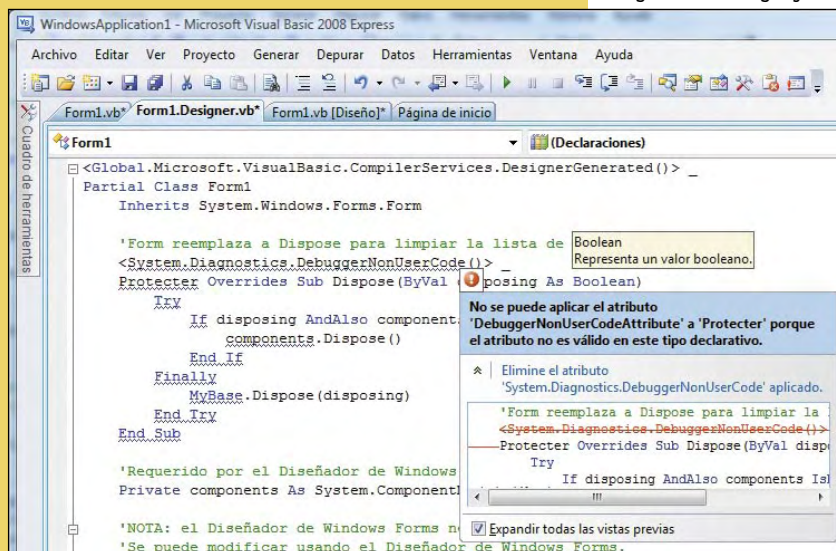 WindowsApplication1 - Microsoft Visual Basic 2008 Express
Archivo Editar Ver Proyecto Generar Depurar Datos Herramientas Ventana Ayuda
Form1.vb* Form1.Designer.vb* Form1.vb [Diseño]* Página de inicio
Cuadro de herramientas
Form1 (Declaraciones)
<Global.Microsoft.VisualBasic.CompilerServices.DesignerGenerated()> _
Partial Class Form1
Inherits System.Windows.Forms.Form
'Form reemplaza a Dispose para limpiar la lista de
Boolean
Representa un valor booleano.
<System.Diagnostics.DebuggerNonUserCode()> _
Protecter Overrides Sub Dispose(ByVal disposing As Boolean)
Try
If disposing AndAlso component
components.Dispose()
End If
Finally
MyBase.Dispose(disposing)
End Try
End Sub
'Requerido por el Diseñador de Windows
Private components As System.Component
'NOTA: el Diseñador de Windows Forms n
'Se puede modificar usando el Diseñador de Windows Forms.
No se puede aplicar el atributo
'DebuggerNonUserCodeAttribute' a 'Protecter' porque
el atributo no es válido en este tipo declarativo.
Elimine el atributo
'System.Diagnostics.DebuggerNonUserCode' aplicado.
'Form reemplaza a Dispose para limpiar la
<System.Diagnostics.DebuggerNonUserCode()>
Protecter Overrides Sub Dispose(ByVal disp
Try
If disposing AndAlso components Is
Expandir todas las vistas previas